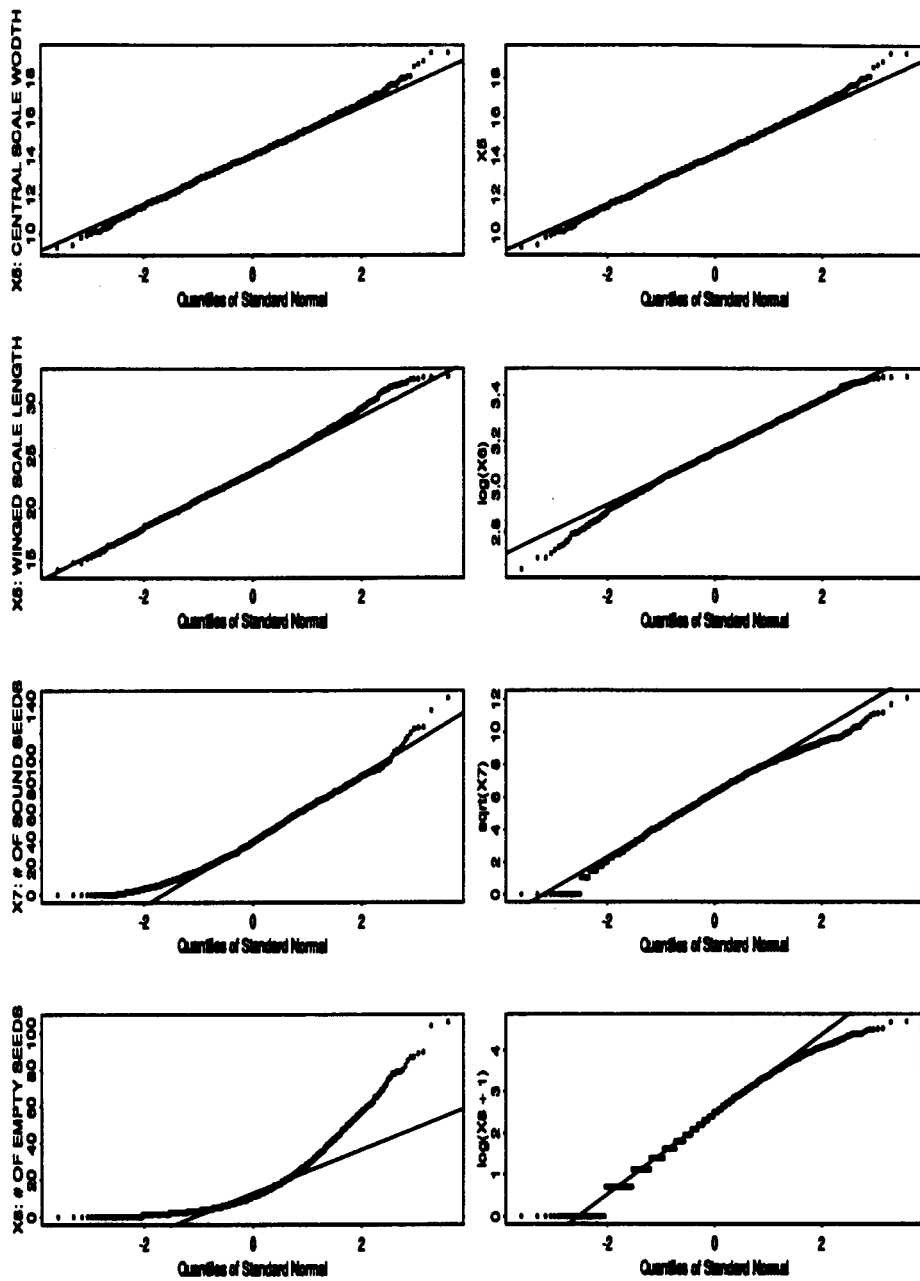 X5: CENTRAL SCALE WODTH
10 12 14 16 18
-2 0 2
Quantiles of Standard Normal
X5
10 12 14 16 18
-2 0 2
Quantiles of Standard Normal
X5: WINGED SCALE LENGTH
15 20 25 30
-2 0 2
Quantiles of Standard Normal
log(X6)
2.8 3.0 3.2 3.4
-2 0 2
Quantiles of Standard Normal
X7: # OF SOUND SEEDS
0 20 40 60 80100 140
-2 0 2
Quantiles of Standard Normal
sqrt(X7)
0 2 4 6 8 10 12
-2 0 2
Quantiles of Standard Normal
X8: # OF EMPTY SEEDS
0 20 40 60 80 100
-2 0 2
Quantiles of Standard Normal
log(X8 + 1)
0 1 2 3 4
-2 0 2
Quantiles of Standard Normal